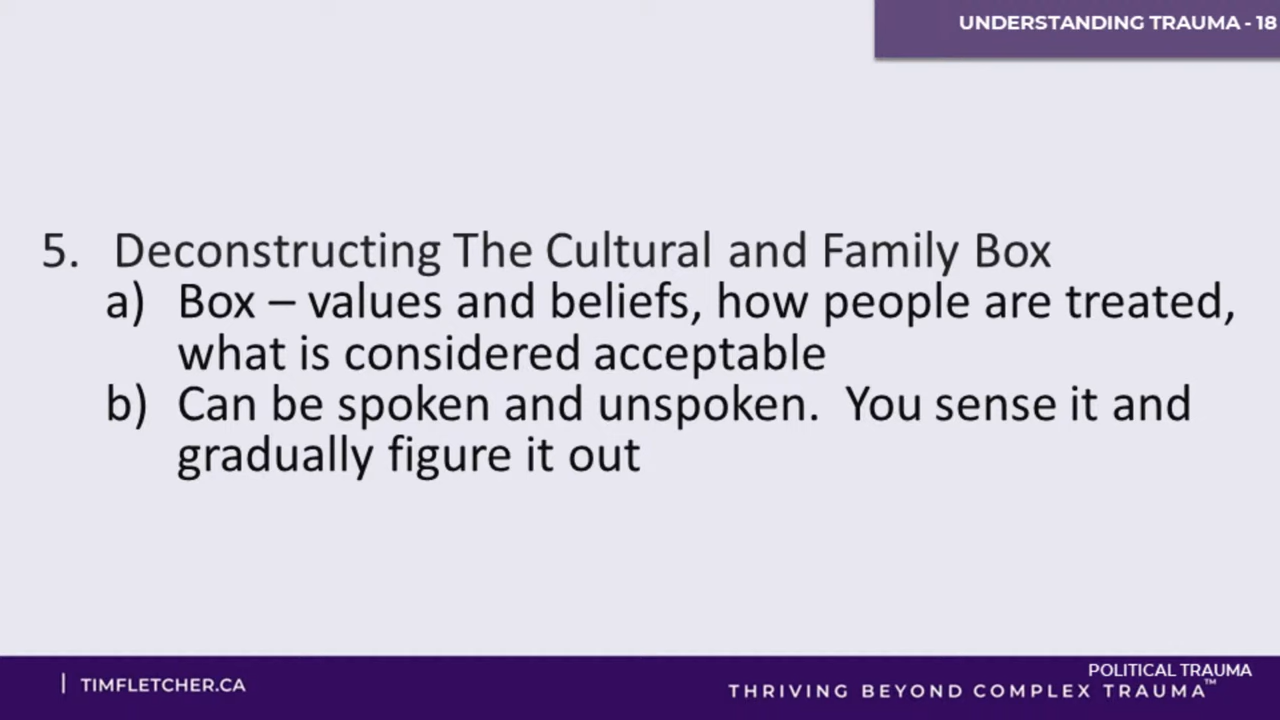 UNDERSTANDING TRAUMA - 18
5. Deconstructing The Cultural and Family Box
a) Box – values and beliefs, how people are treated,
what is considered acceptable
b) Can be spoken and unspoken.  You sense it and
gradually figure it out
| TIMFLETCHER.CA
POLITICAL TRAUMA
THRIVING BEYOND COMPLEX TRAUMA™